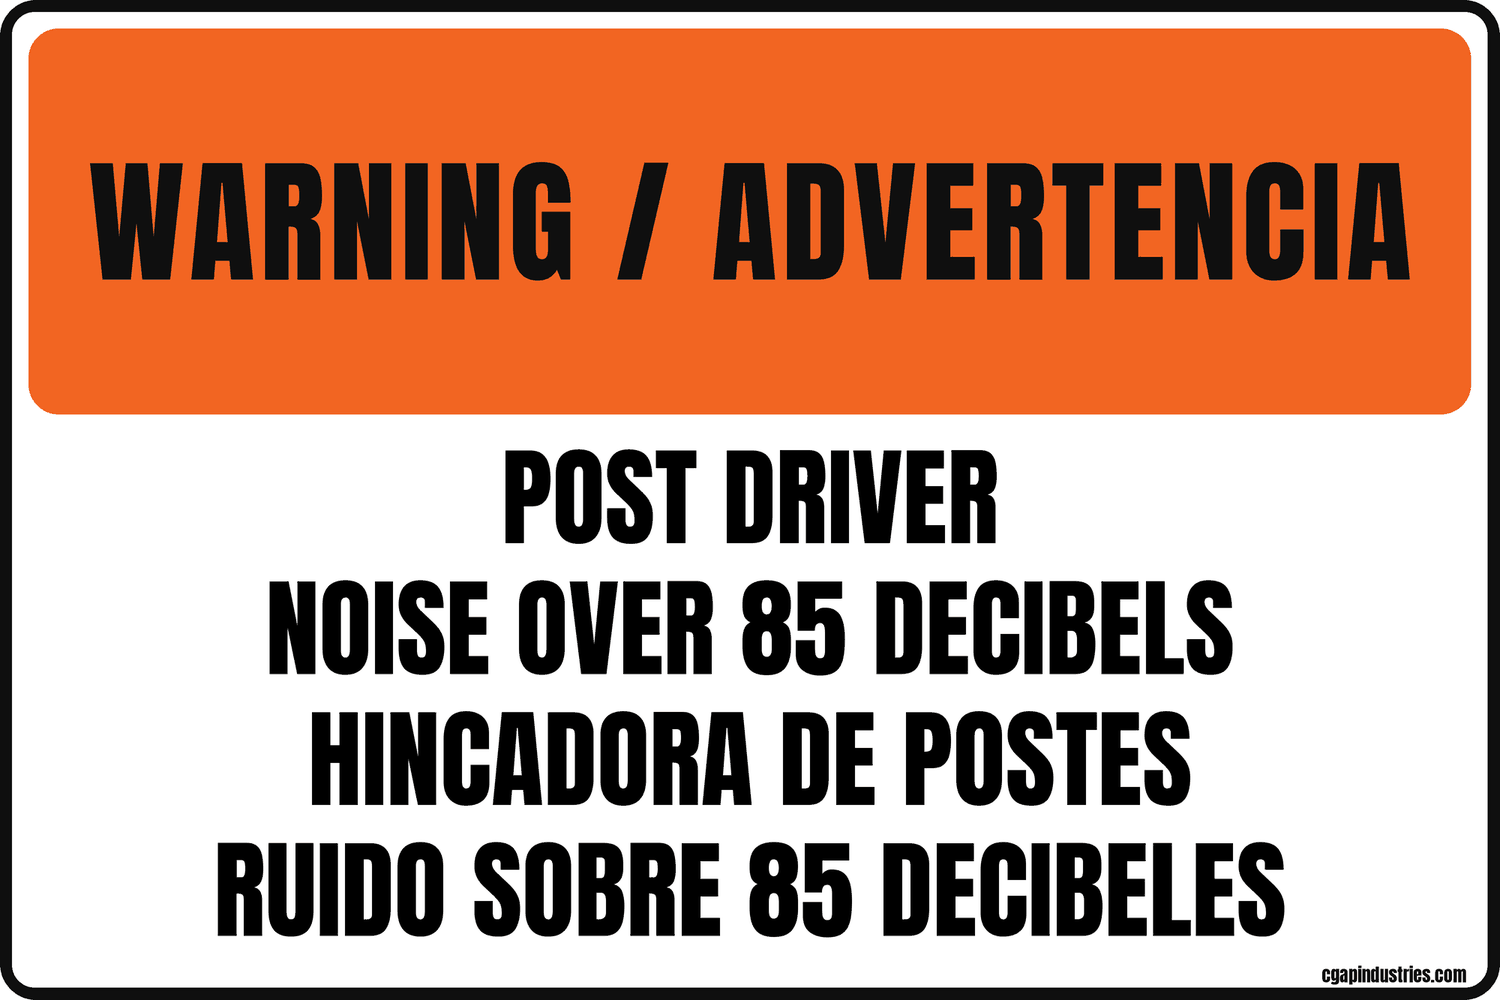 WARNING / ADVERTENCIA
POST DRIVER
NOISE OVER 85 DECIBELS
HINCADORA DE POSTES
RUIDO SOBRE 85 DECIBELES
cgapindustries.com